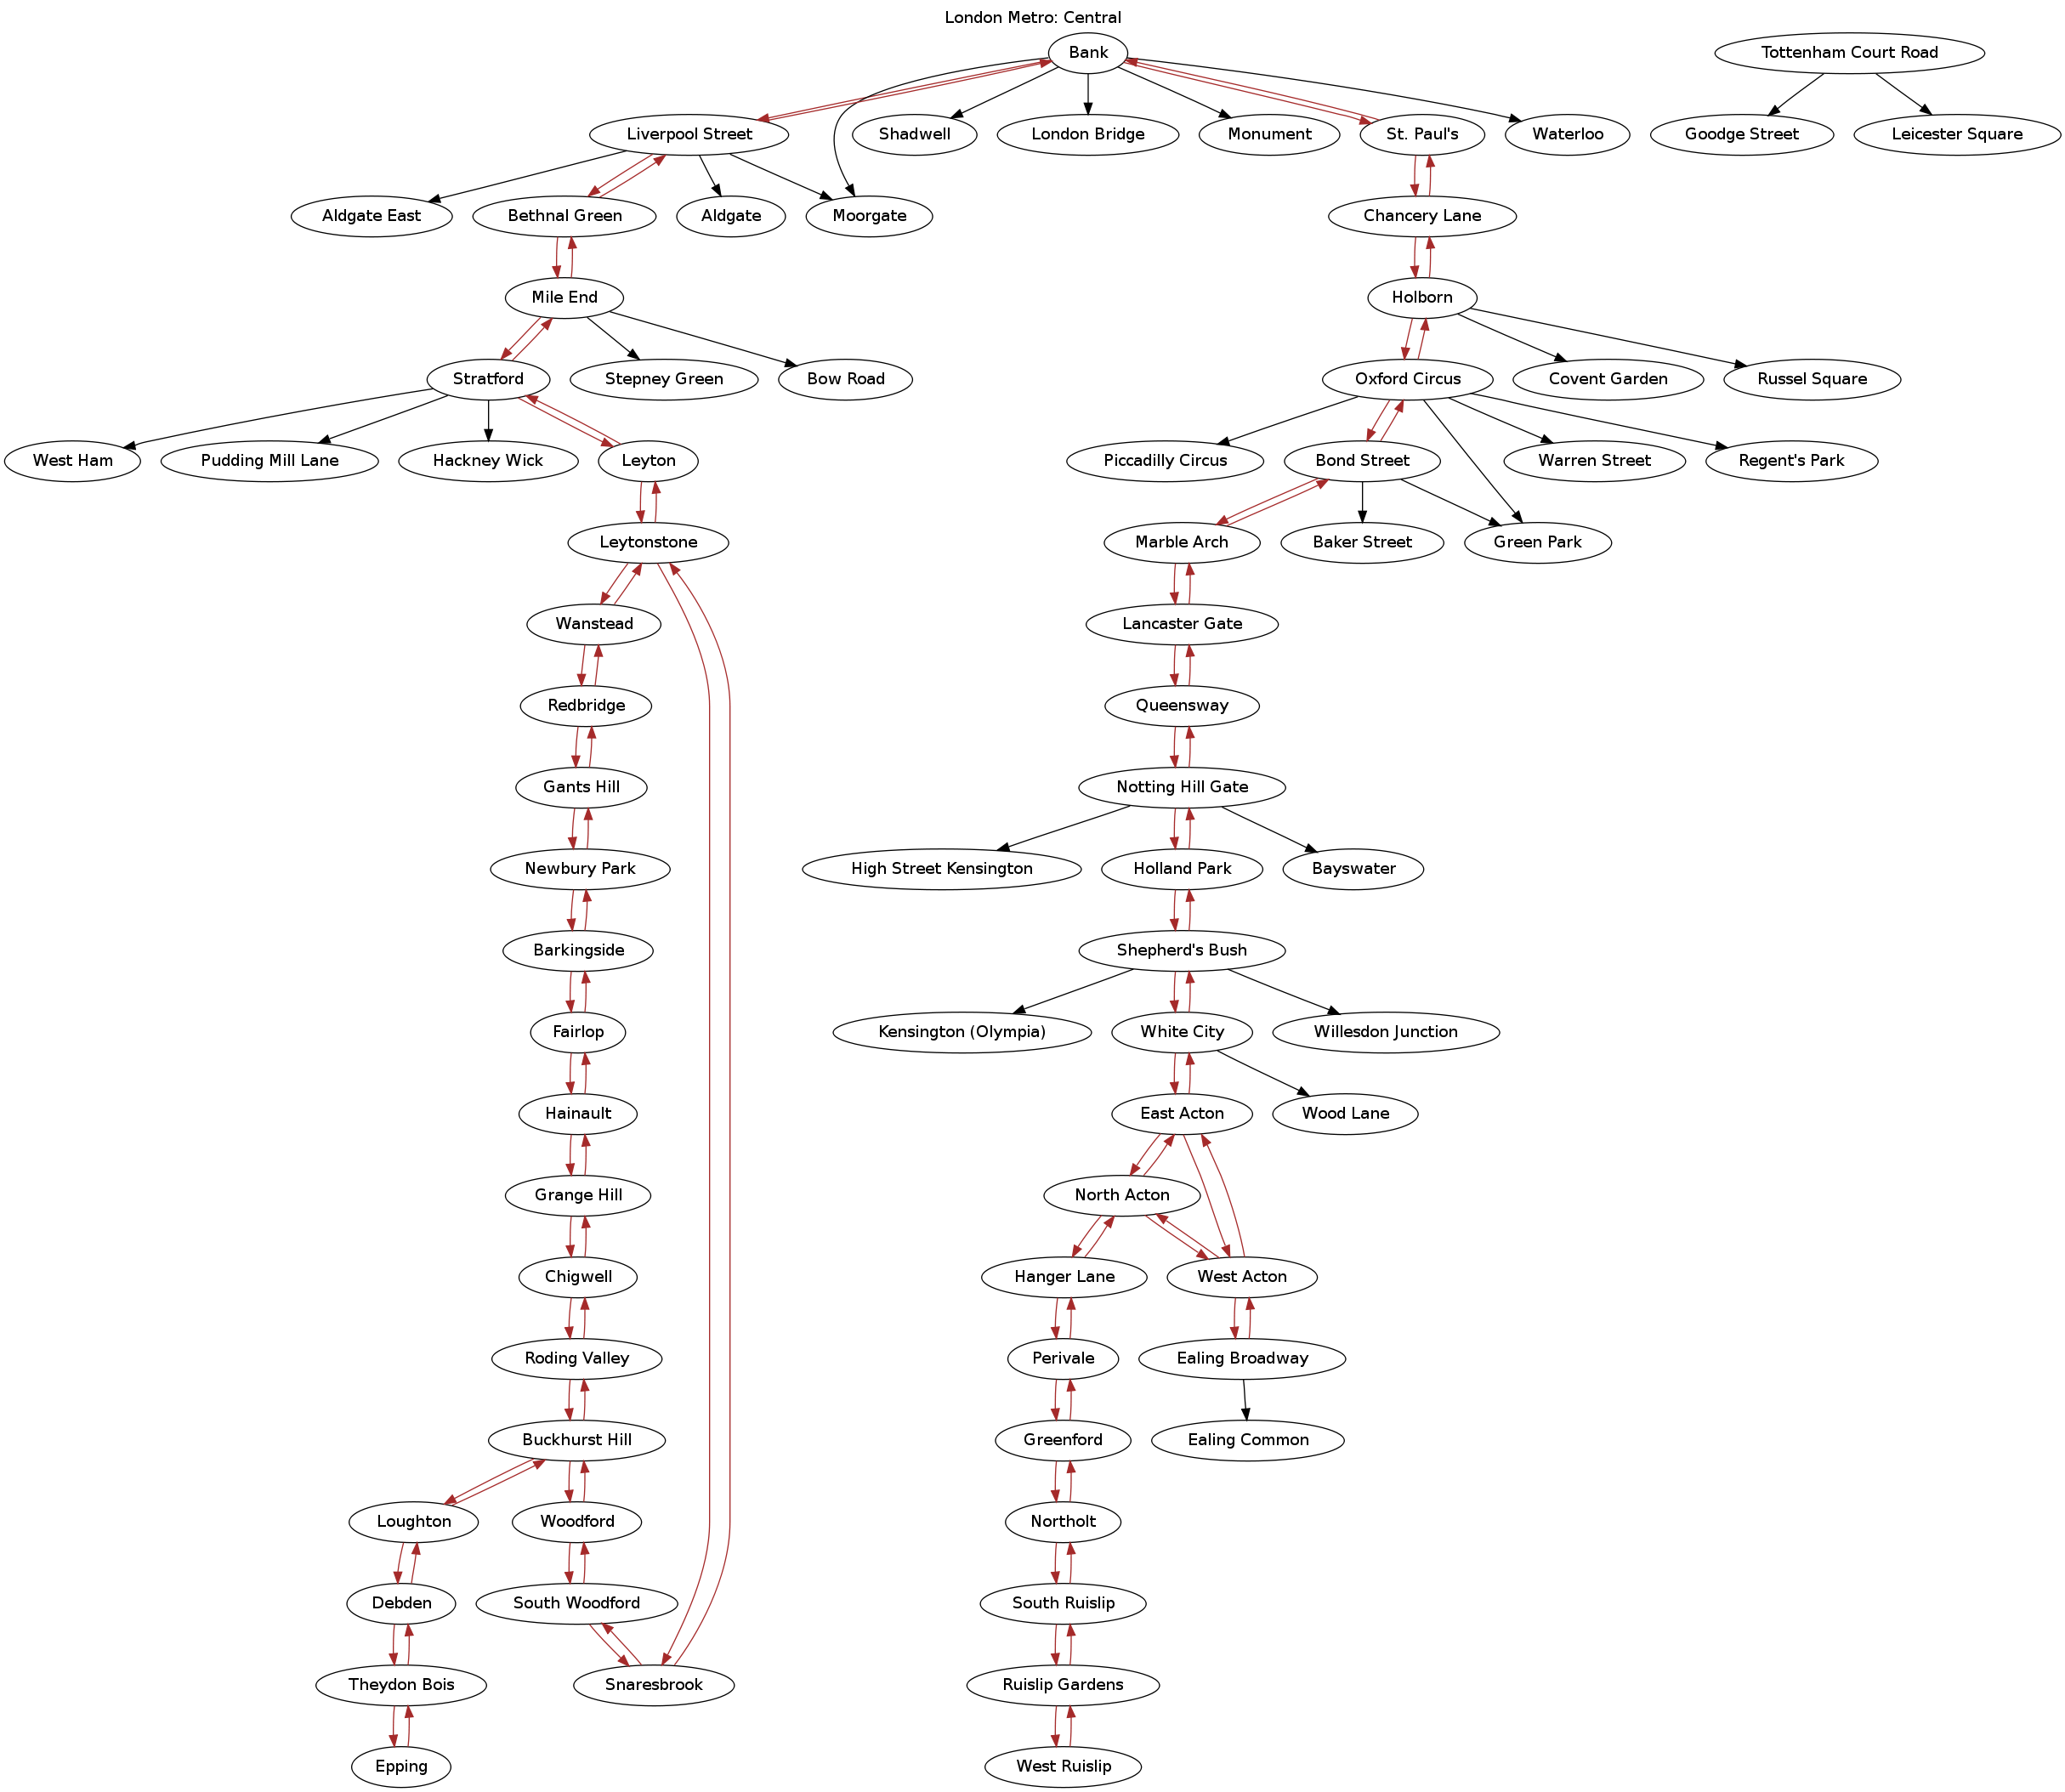 London Metro: Central
Bank
Tottenham Court Road
Liverpool Street
Shadwell
London Bridge
Monument
St. Paul's
Waterloo
Goodge Street
Leicester Square
Aldgate East
Bethnal Green
Aldgate
Moorgate
Chancery Lane
Mile End
Holborn
Stratford
Stepney Green
Bow Road
Oxford Circus
Covent Garden
Russel Square
West Ham
Pudding Mill Lane
Hackney Wick
Leyton
Piccadilly Circus
Bond Street
Warren Street
Regent's Park
Leytonstone
Marble Arch
Baker Street
Green Park
Wanstead
Lancaster Gate
Redbridge
Queensway
Gants Hill
Notting Hill Gate
Newbury Park
High Street Kensington
Holland Park
Bayswater
Barkingside
Shepherd's Bush
Fairlop
Kensington (Olympia)
White City
Willesdon Junction
Hainault
East Acton
Wood Lane
Grange Hill
North Acton
Chigwell
Hanger Lane
West Acton
Roding Valley
Perivale
Ealing Broadway
Buckhurst Hill
Greenford
Ealing Common
Loughton
Woodford
Northolt
Debden
South Woodford
South Ruislip
Theydon Bois
Snaresbrook
Ruislip Gardens
Epping
West Ruislip